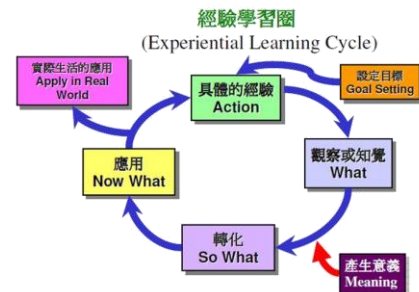 經驗學習圈
(Experiential Learning Cycle)
實際生活的應用
Apply in Real
World
具體的經驗
Action
設定目標
Goal Setting
應用
Now What
觀察或知覺
What
轉化
So What
產生意義
Meaning